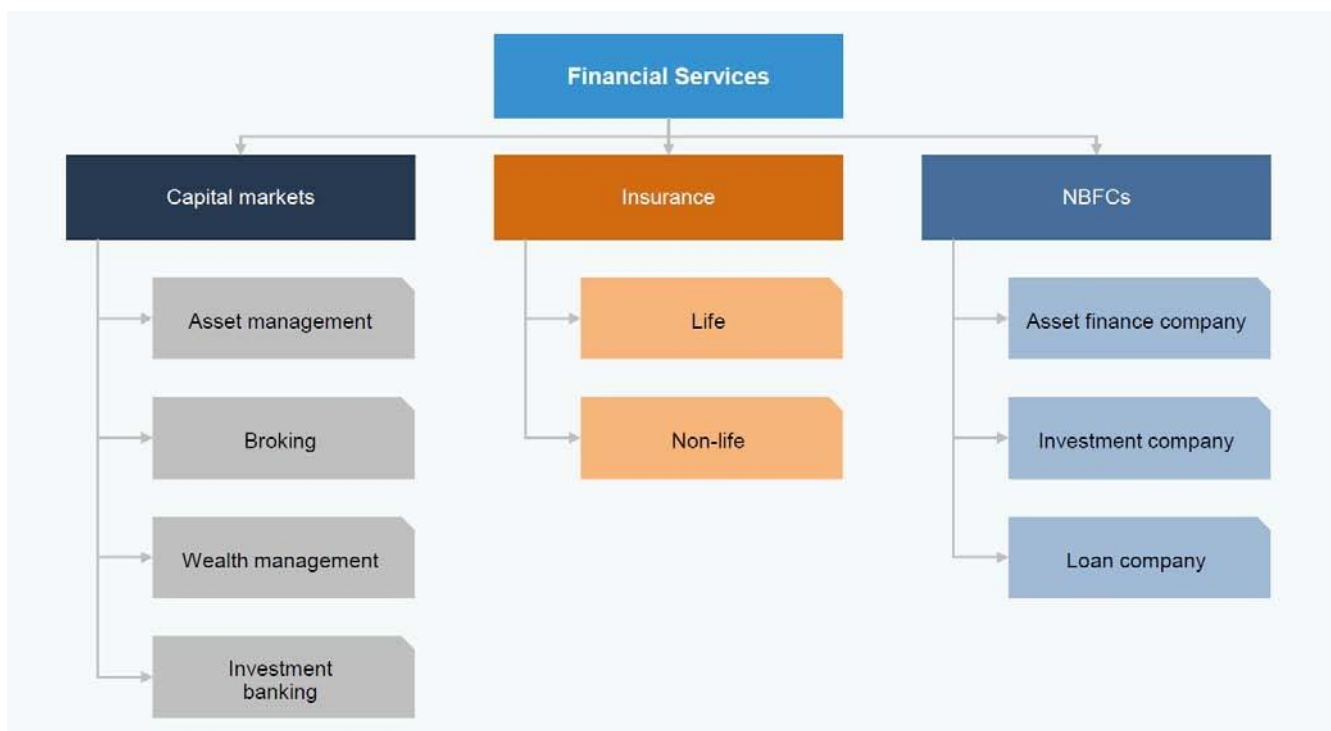 Financial Services
Capital markets
Insurance
NBFCs
Asset management
Life
Asset finance company
Broking
Non-life
Investment company
Wealth management
Loan company
Investment
banking